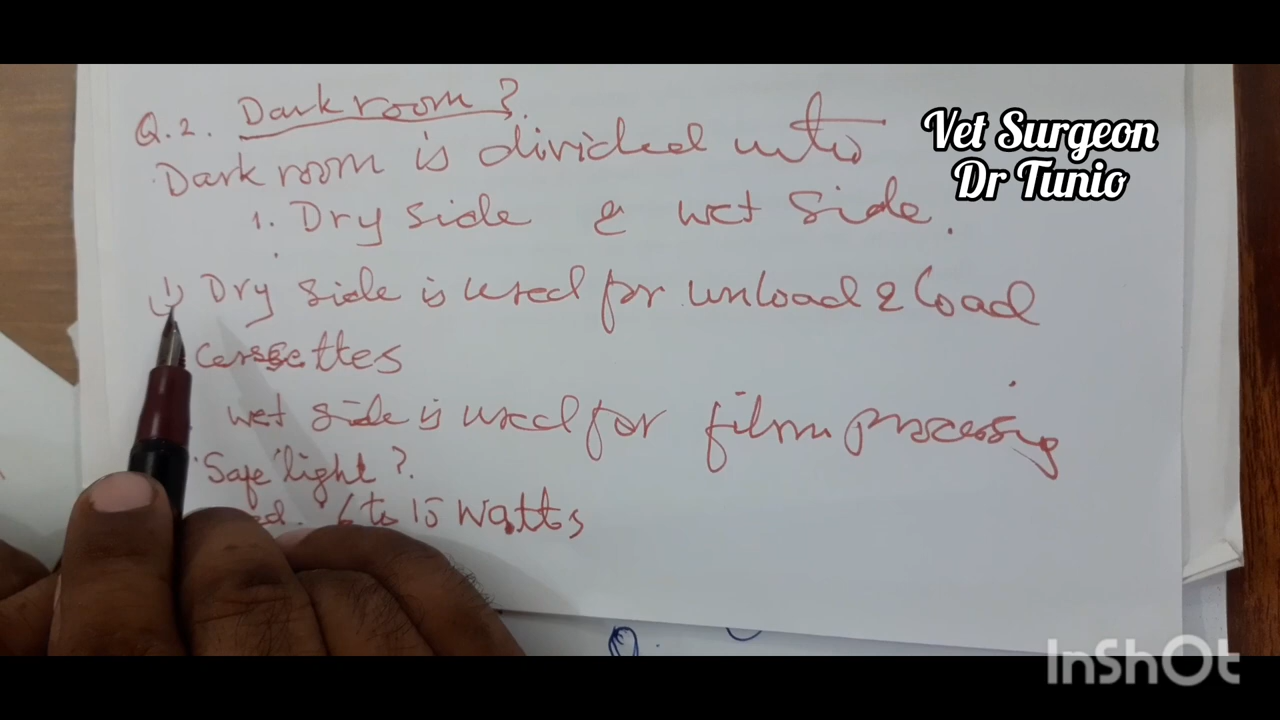 Q.2. Dark room ?
Dark room is divided into
1. Dry side & wet side.
(1) Dry side is used for unload & load
cassettes
wet side is used for film processing
"Safe" light ?.
ed. 6 to 15 Watts
Vet Surgeon
Dr Tunio
InShOt